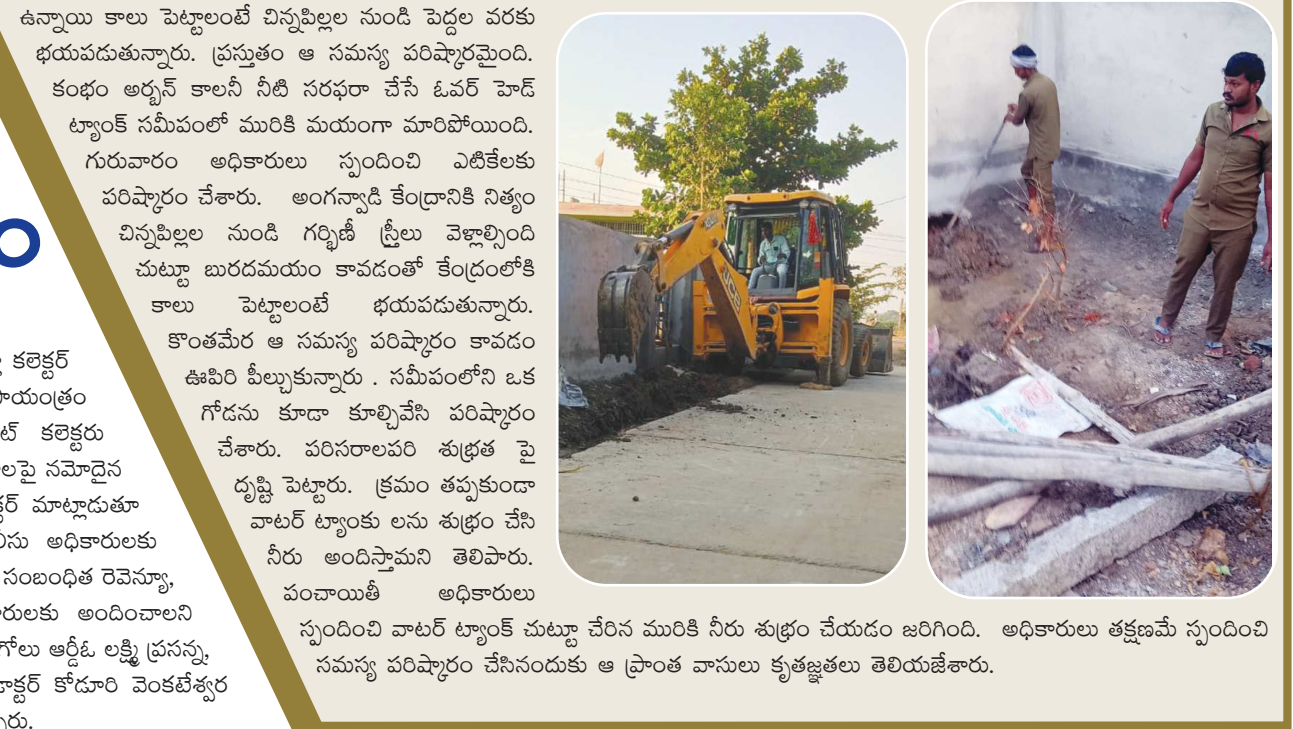 ఉన్నాయి కాలు పెట్టాలంటే చిన్నపిల్లల నుండి పెద్దల వరకు
భయపడుతున్నారు. ప్రస్తుతం ఆ సమస్య పరిష్కారమైంది.
కంభం అర్బన్ కాలనీ నీటి సరఫరా చేసే ఓవర్ హెడ్
ట్యాంక్ సమీపంలో మురికి మయంగా మారిపోయింది.
గురువారం అధికారులు స్పందించి ఎటికేలకు
పరిష్కారం చేశారు. అంగన్వాడి కేంద్రానికి నిత్యం
చిన్నపిల్లల నుండి గర్భిణీ స్త్రీలు వెళ్లాల్సింది
చుట్టూ బురదమయం కావడంతో కేంద్రంలోకి
కాలు పెట్టాలంటే భయపడుతున్నారు.
కొంతమేర ఆ సమస్య పరిష్కారం కావడం
ఊపిరి పీల్చుకున్నారు . సమీపంలోని ఒక
గోడను కూడా కూల్చివేసి పరిష్కారం
చేశారు. పరిసరాలపరి శుభ్రత పై
దృష్టి పెట్టారు. క్రమం తప్పకుండా
వాటర్ ట్యాంకు లను శుభ్రం చేసి
నీరు అందిస్తామని తెలిపారు.
పంచాయితీ అధికారులు
స్పందించి వాటర్ ట్యాంక్ చుట్టూ చేరిన మురికి నీరు శుభ్రం చేయడం జరిగింది. అధికారులు తక్షణమే స్పందించి
సమస్య పరిష్కారం చేసినందుకు ఆ ప్రాంత వాసులు కృతజ్ఞతలు తెలియజేశారు.
కలెక్టర్
సాయంత్రం
కలెక్టరు
నమోదైన
మాట్లాడుతూ
అధికారులకు
సంబంధిత రెవెన్యూ,
అందించాలని
ఆర్డీఓ లక్ష్మి ప్రసన్న,
కోడూరి వెంకటేశ్వర
JCB